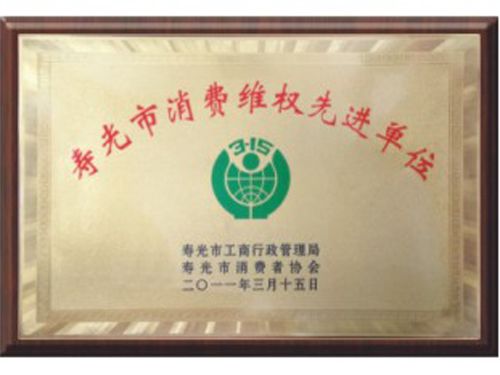 寿光市消费维权先进单位
3·15
寿光市工商行政管理局
寿光市消费者协会
二〇一一年三月十五日